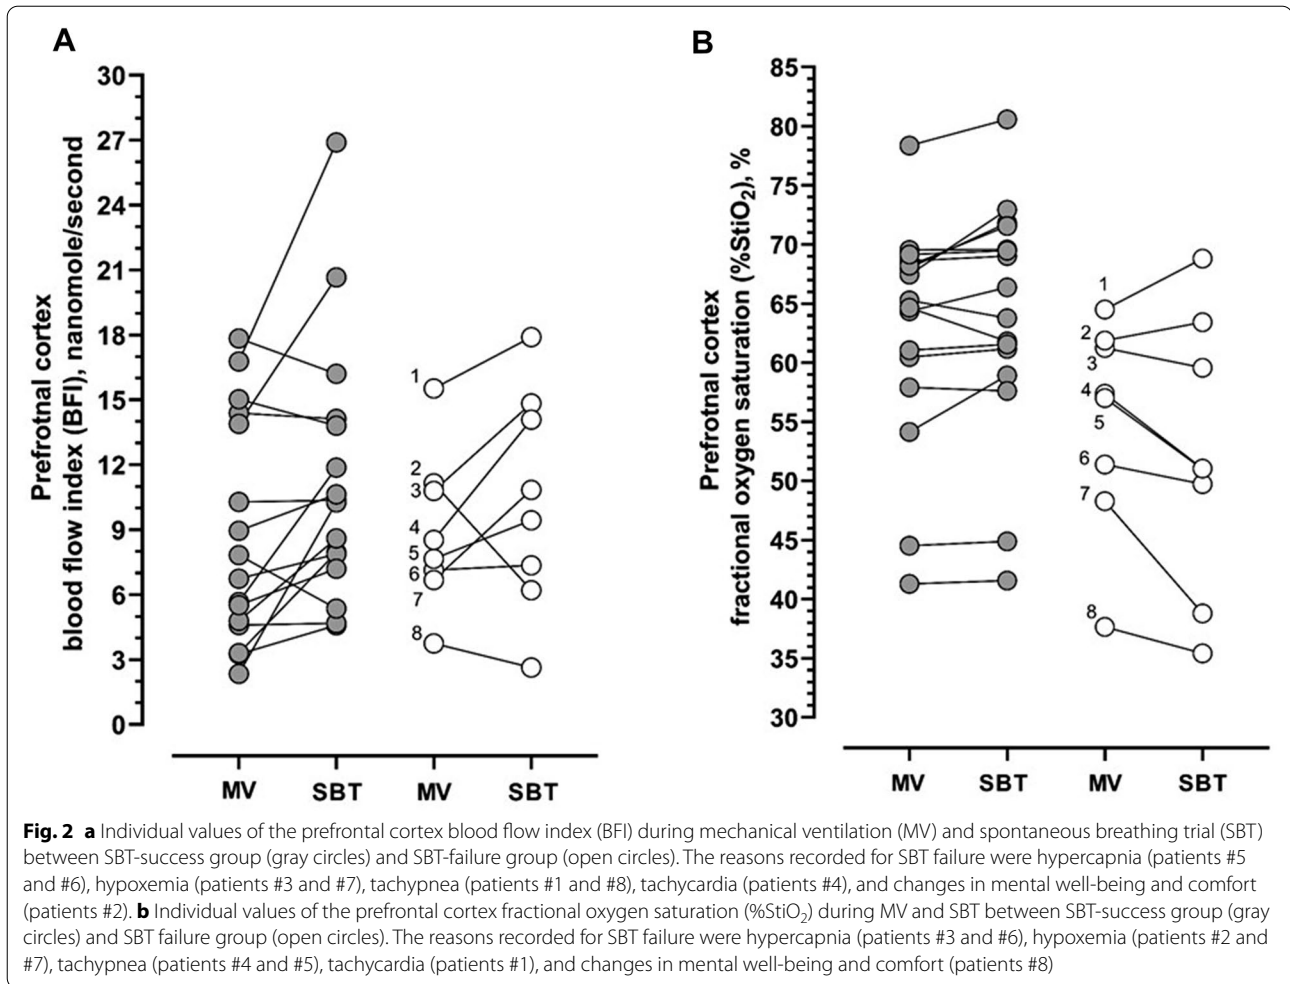 A
Prefrotnal cortex
blood flow index (BFI), nanomole/second
30
27
24
21
18
15
12
9
6
3
0
1
2
3
4
5
6
7
8
MV
SBT
MV
SBT
B
Prefrotnal cortex
fractional oxygen saturation (%StiO2), %
85
80
75
70
65
60
55
50
45
40
35
30
1
2
3
4
5
6
7
8
MV
SBT
MV
SBT
Fig. 2 a Individual values of the prefrontal cortex blood flow index (BFI) during mechanical ventilation (MV) and spontaneous breathing trial (SBT)
between SBT-success group (gray circles) and SBT-failure group (open circles). The reasons recorded for SBT failure were hypercapnia (patients #5
and #6), hypoxemia (patients #3 and #7), tachypnea (patients #1 and #8), tachycardia (patients #4), and changes in mental well-being and comfort
(patients #2). b Individual values of the prefrontal cortex fractional oxygen saturation (%StiO2) during MV and SBT between SBT-success group (gray
circles) and SBT failure group (open circles). The reasons recorded for SBT failure were hypercapnia (patients #3 and #6), hypoxemia (patients #2 and
#7), tachypnea (patients #4 and #5), tachycardia (patients #1), and changes in mental well-being and comfort (patients #8)